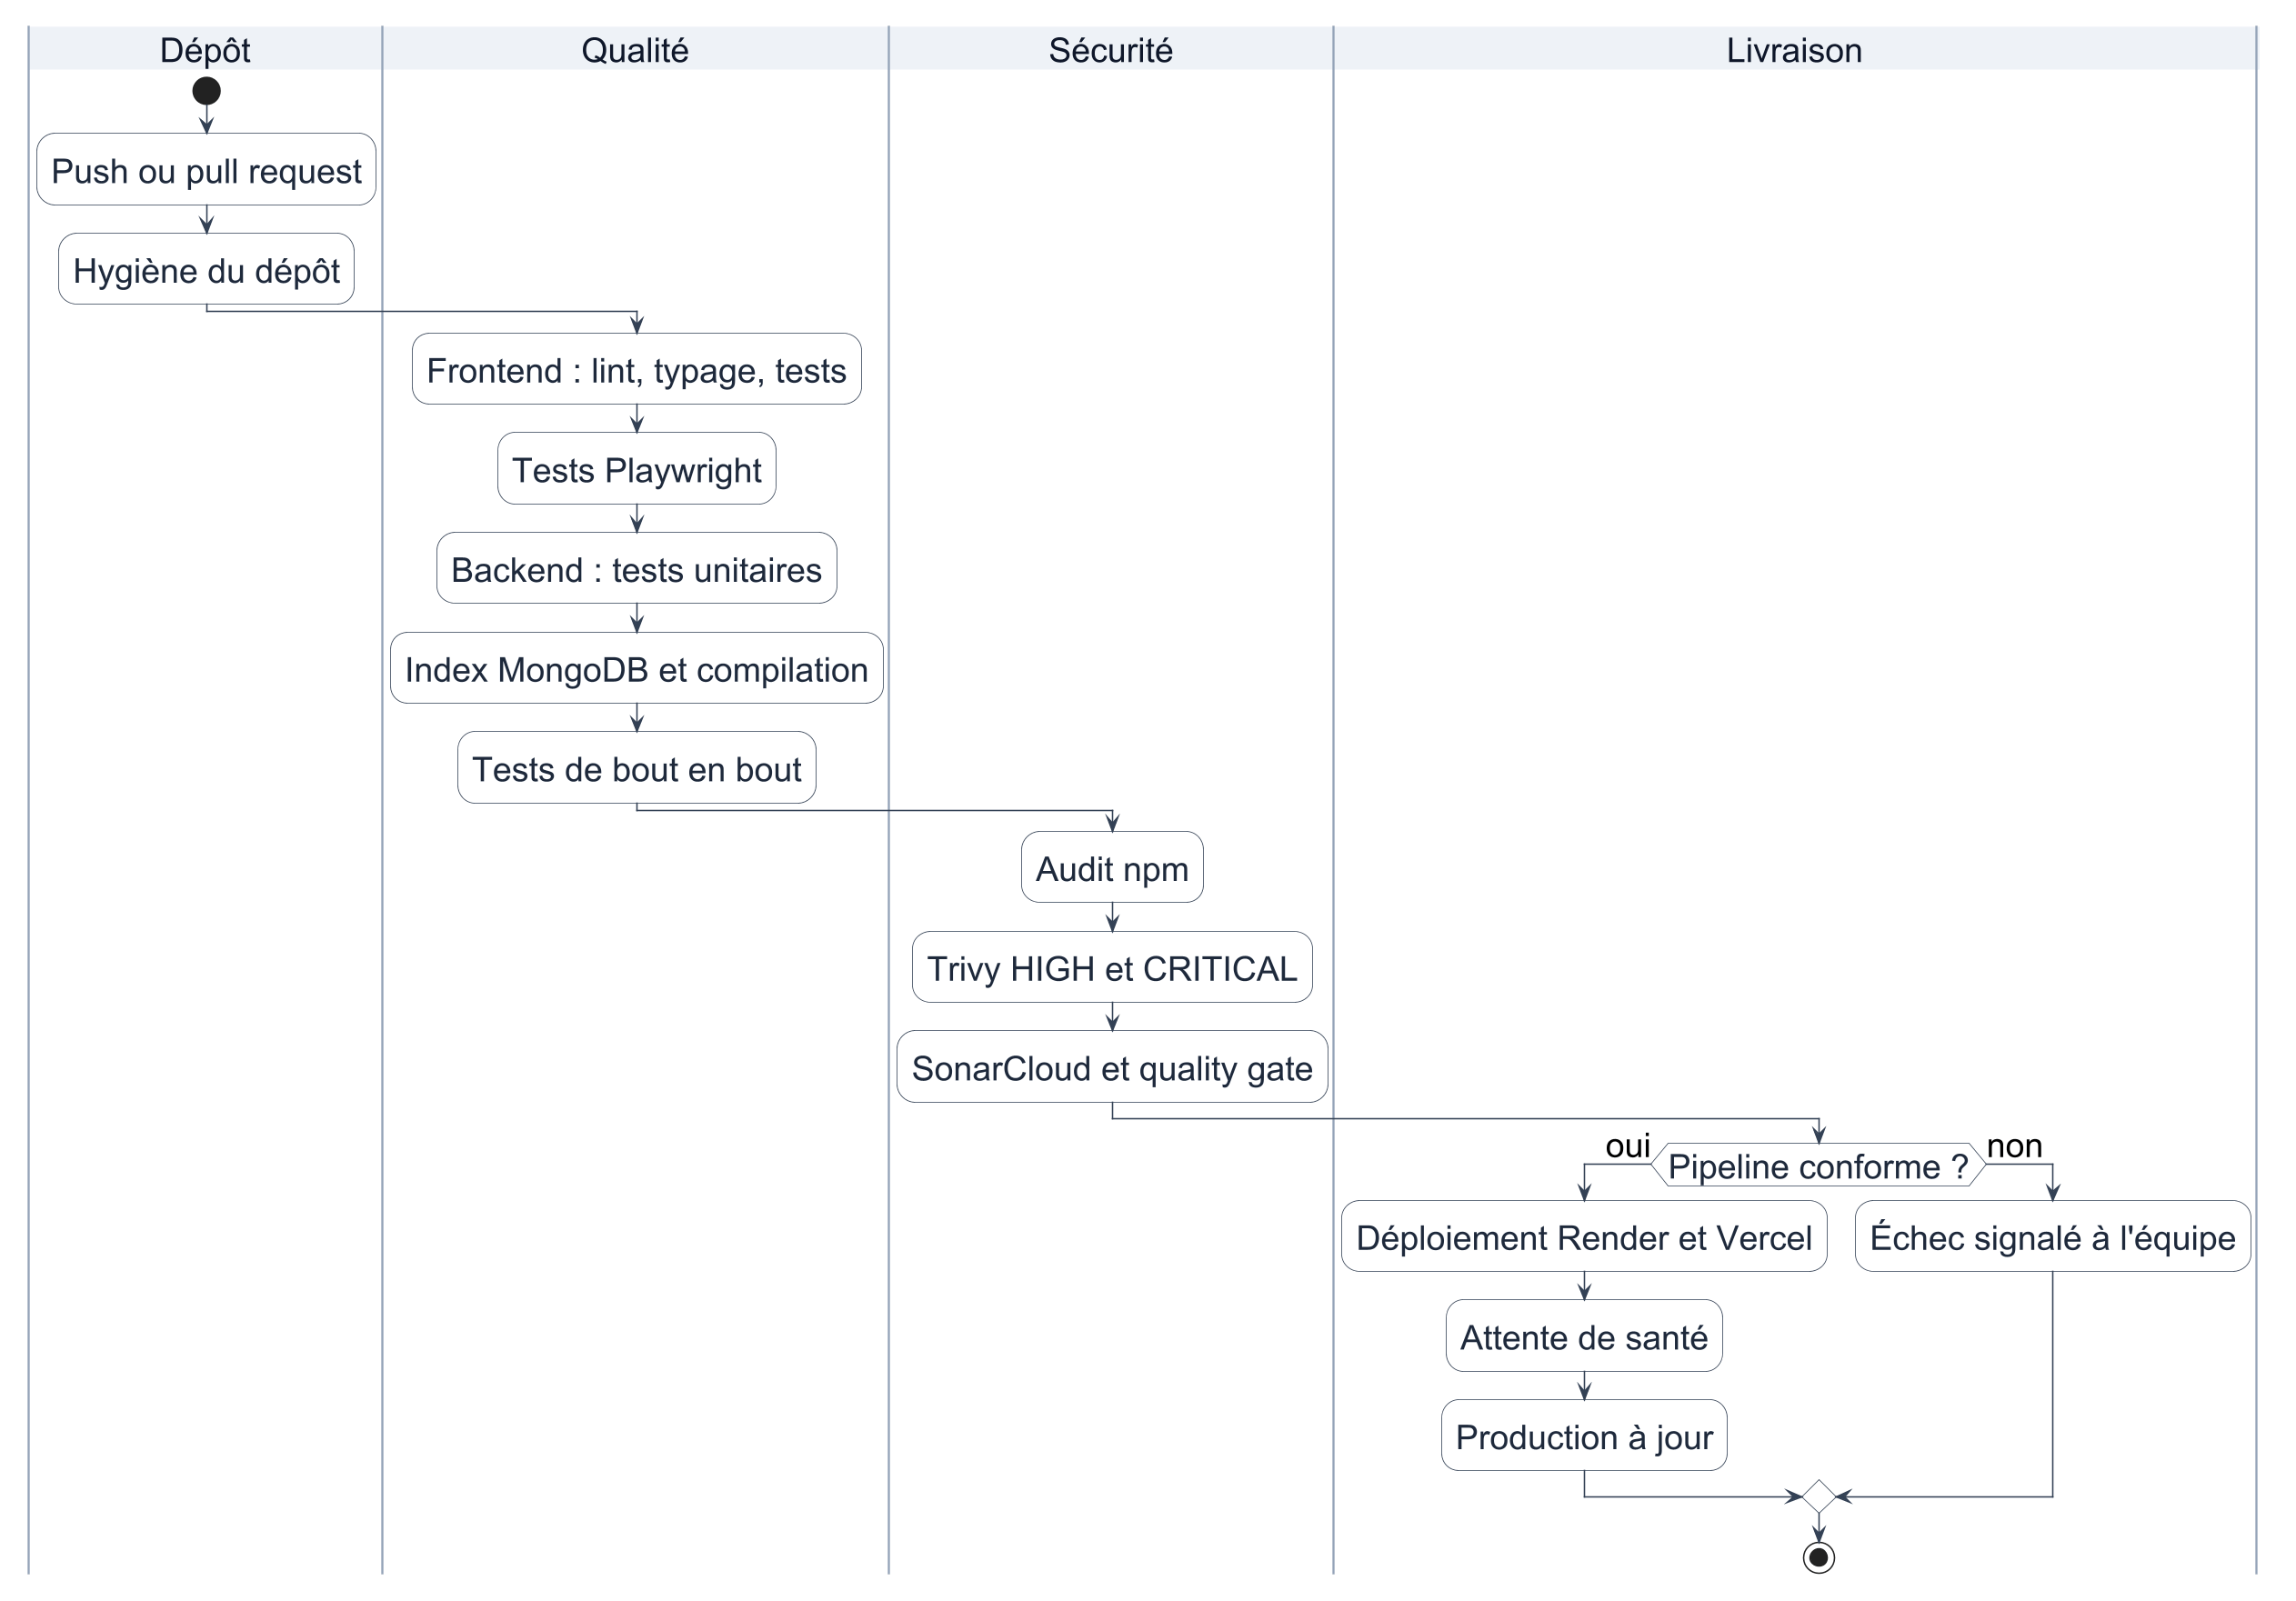 Dépôt
Qualité
Sécurité
Livraison
Push ou pull request
Hygiène du dépôt
Frontend : lint, typage, tests
Tests Playwright
Backend : tests unitaires
Index MongoDB et compilation
Tests de bout en bout
Audit npm
Trivy HIGH et CRITICAL
SonarCloud et quality gate
oui
Pipeline conforme ?
non
Déploiement Render et Vercel
Échec signalé à l'équipe
Attente de santé
Production à jour